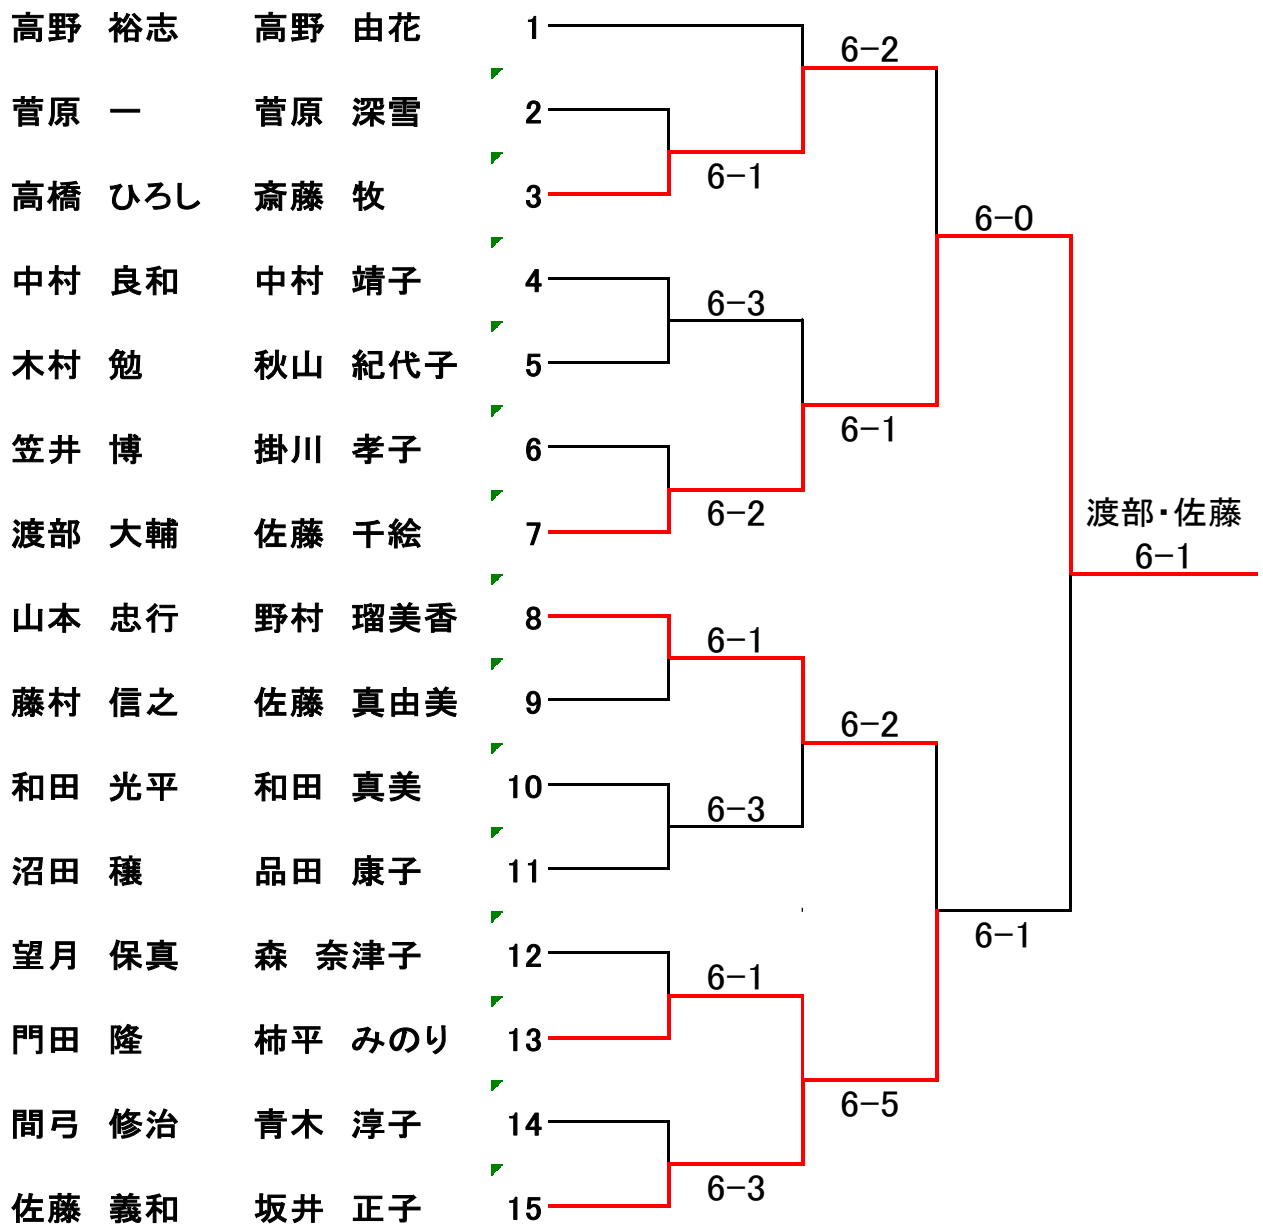 高野 裕志 高野 由花 1
6-2
菅原 一 菅原 深雪 2
6-1
高橋 ひろし 斎藤 牧 3
6-0
中村 良和 中村 靖子 4
6-3
木村 勉 秋山 紀代子 5
6-1
笠井 博 掛川 孝子 6
6-2
渡部・佐藤
渡部 大輔 佐藤 千絵 7
6-1
山本 忠行 野村 瑠美香 8
6-1
藤村 信之 佐藤 真由美 9
6-2
和田 光平 和田 真美 10
6-3
沼田 穣 品田 康子 11
6-1
望月 保真 森 奈津子 12
6-1
門田 隆 柿平 みのり 13
6-5
間弓 修治 青木 淳子 14
6-3
佐藤 義和 坂井 正子 15